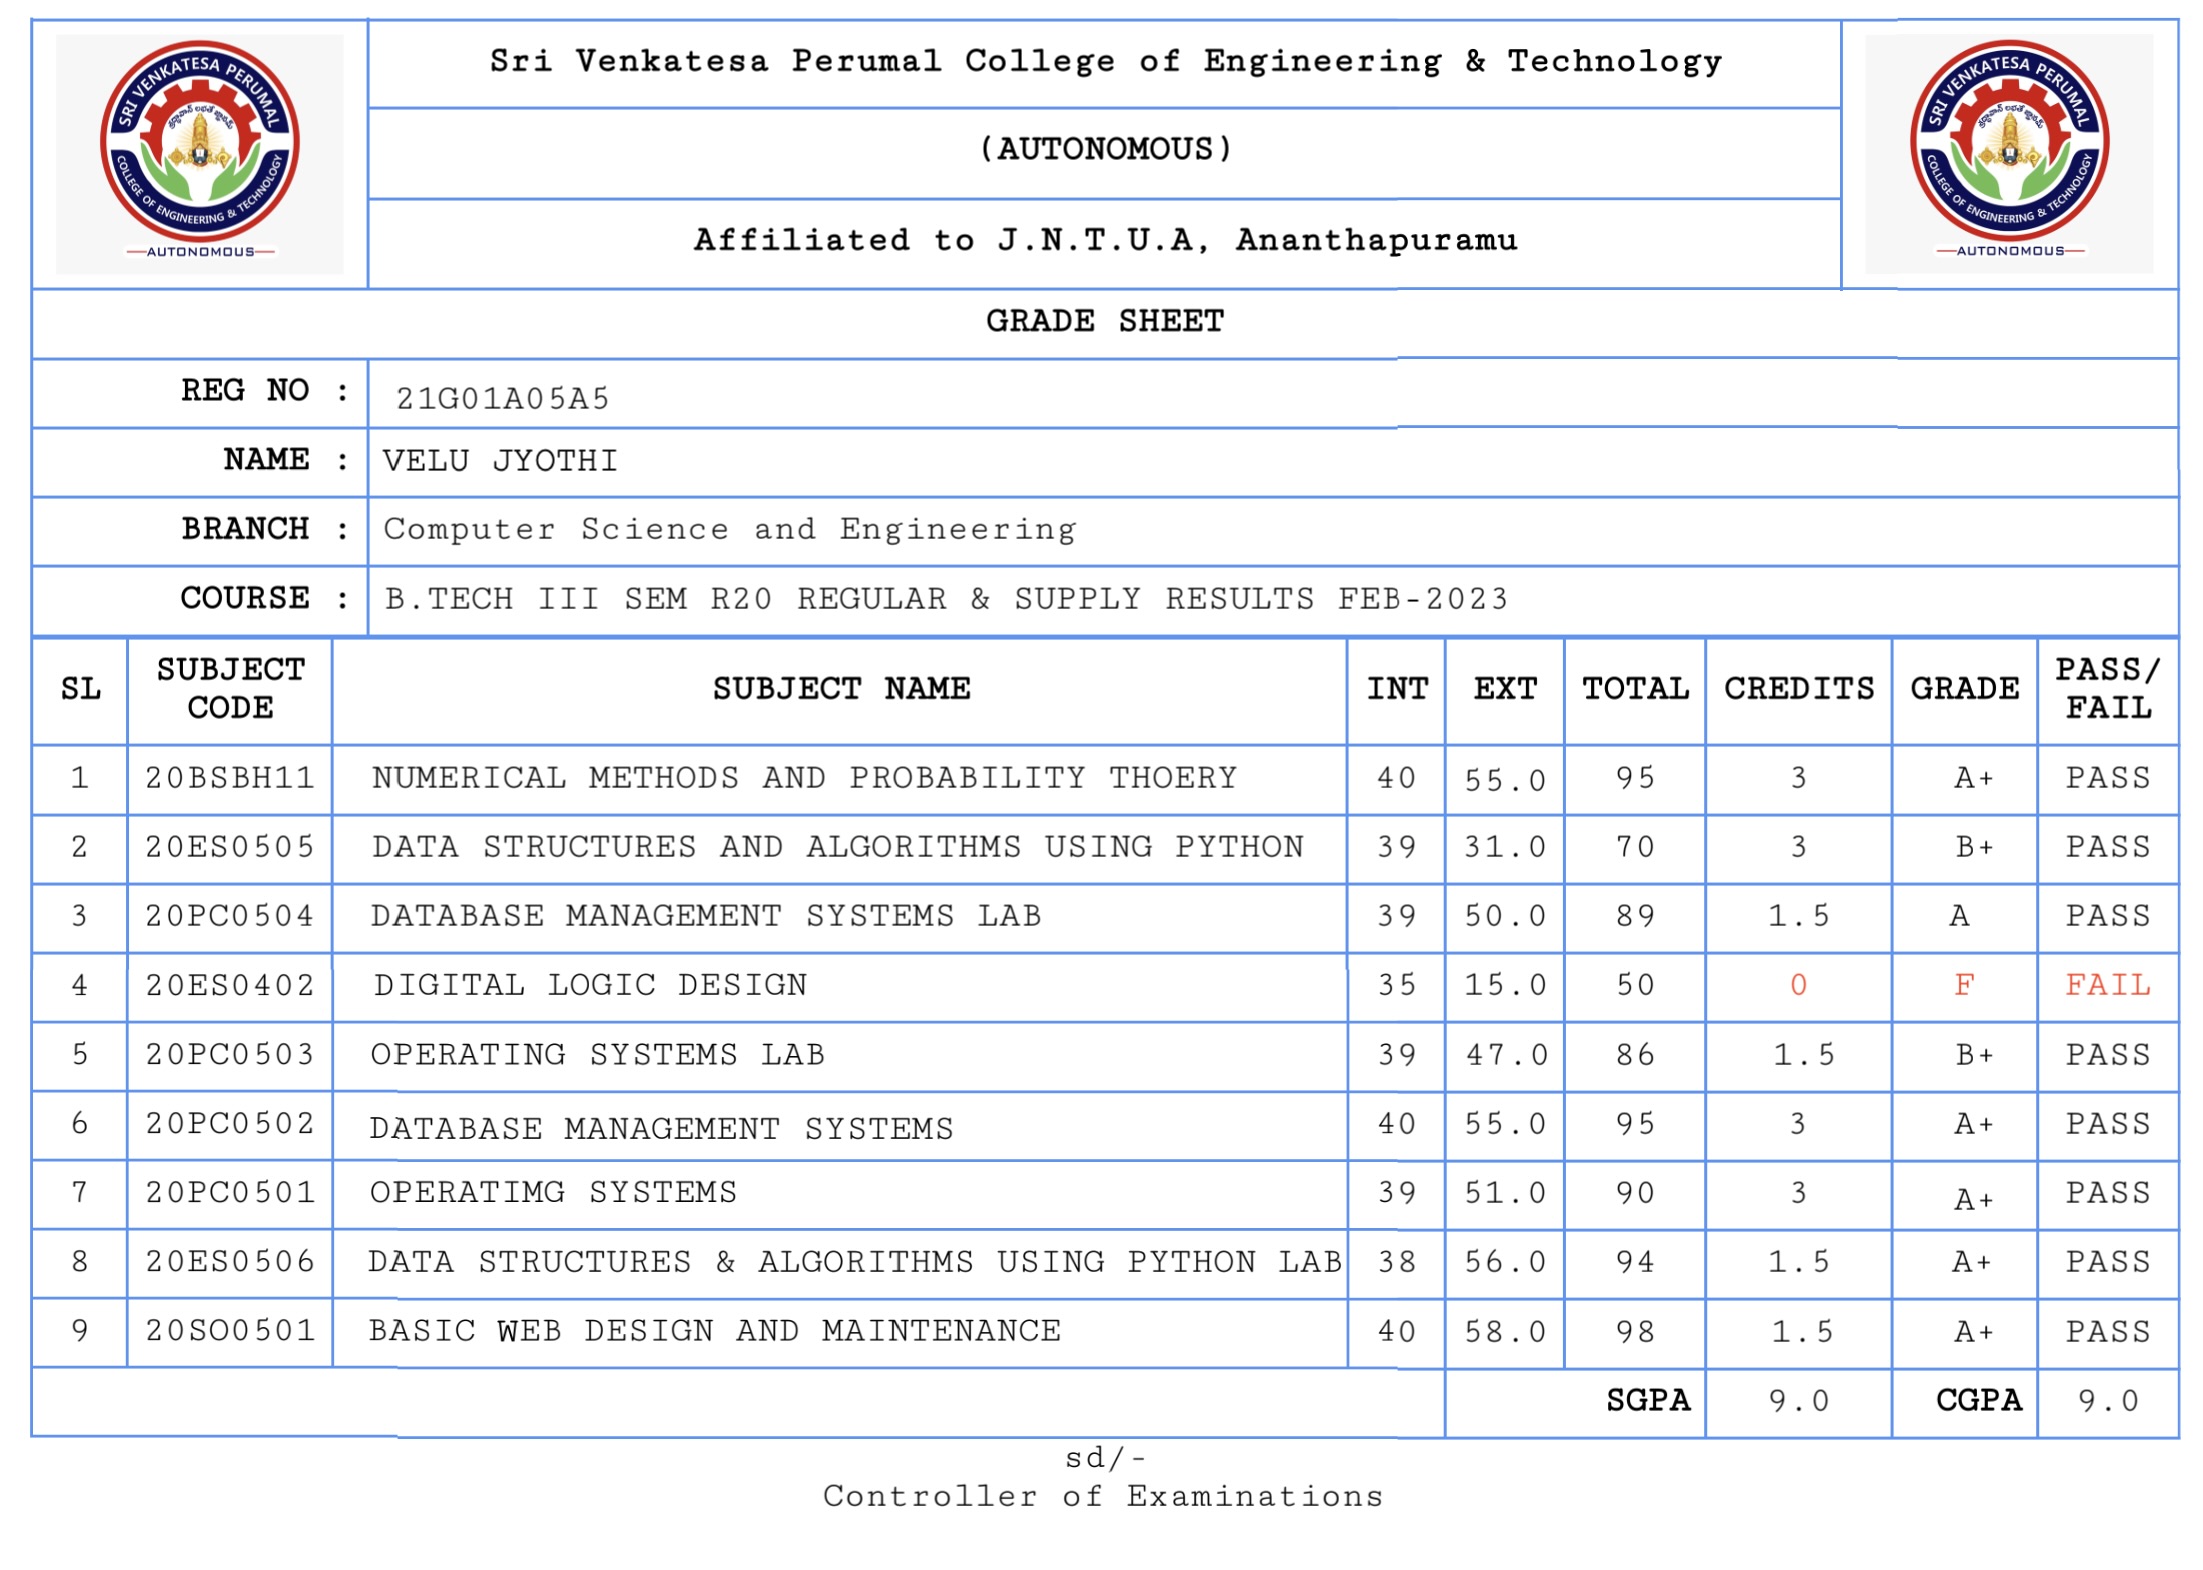 SRI VENKATESA PERUMAL
COLLEGE OF ENGINEERING & TECHNOLOGY
AUTONOMOUS
Sri Venkatesa Perumal College of Engineering & Technology
(AUTONOMOUS)
Affiliated to J.N.T.U.A, Ananthapuramu
SRI VENKATESA PERUMAL
COLLEGE OF ENGINEERING & TECHNOLOGY
AUTONOMOUS
GRADE SHEET
REG NO : 21G01A05A5
NAME : VELU JYOTHI
BRANCH : Computer Science and Engineering
COURSE : B.TECH III SEM R20 REGULAR & SUPPLY RESULTS FEB-2023
SL SUBJECT CODE SUBJECT NAME INT EXT TOTAL CREDITS GRADE PASS/ FAIL
1 20BSBH11 NUMERICAL METHODS AND PROBABILITY THOERY 40 55.0 95 3 A+ PASS
2 20ES0505 DATA STRUCTURES AND ALGORITHMS USING PYTHON 39 31.0 70 3 B+ PASS
3 20PC0504 DATABASE MANAGEMENT SYSTEMS LAB 39 50.0 89 1.5 A PASS
4 20ES0402 DIGITAL LOGIC DESIGN 35 15.0 50 0 F FAIL
5 20PC0503 OPERATING SYSTEMS LAB 39 47.0 86 1.5 B+ PASS
6 20PC0502 DATABASE MANAGEMENT SYSTEMS 40 55.0 95 3 A+ PASS
7 20PC0501 OPERATIMG SYSTEMS 39 51.0 90 3 A+ PASS
8 20ES0506 DATA STRUCTURES & ALGORITHMS USING PYTHON LAB 38 56.0 94 1.5 A+ PASS
9 20SO0501 BASIC WEB DESIGN AND MAINTENANCE 40 58.0 98 1.5 A+ PASS
SGPA 9.0 CGPA 9.0
sd/-
Controller of Examinations